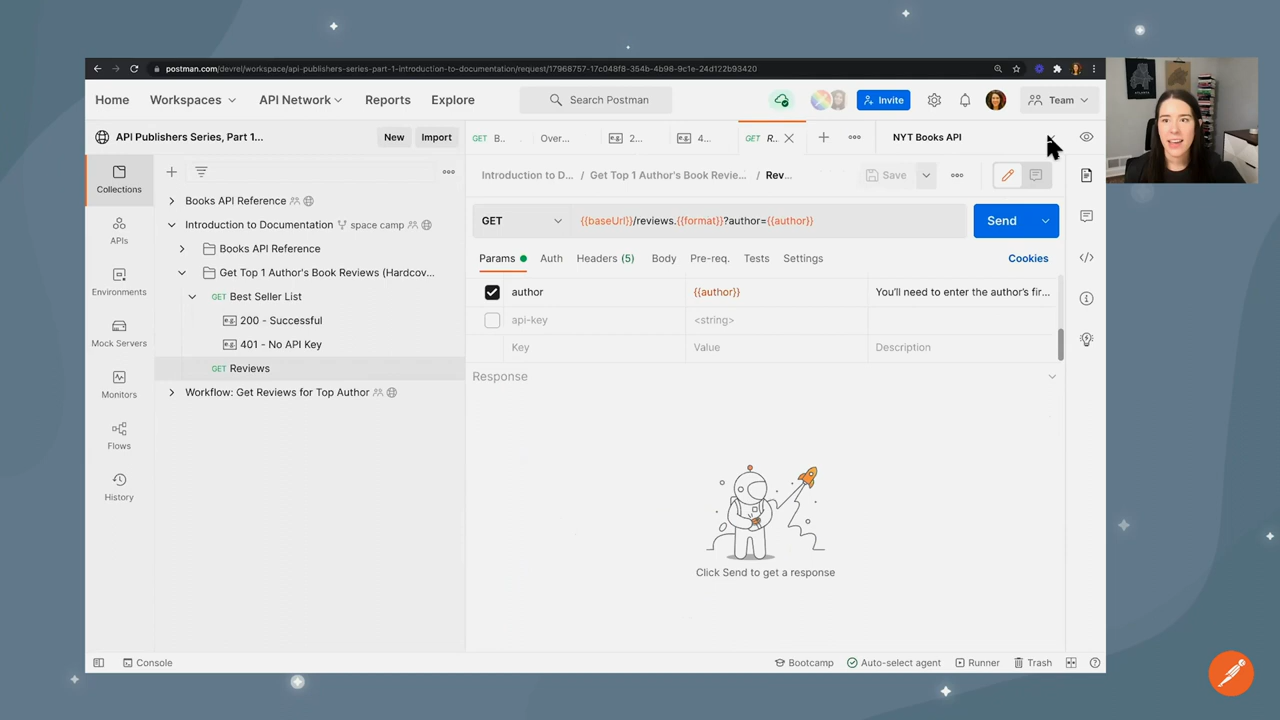 postman.com/devrel/workspace/api-publishers-series-part-1-introduction-to-documentation/request/17968757-17c048f8-354b-4b98-9c1e-24d122b93420
Home Workspaces API Network Reports Explore Search Postman Invite Team
API Publishers Series, Part 1... New Import GET B.. Over... e.g. 2... e.g. 4... GET R.. NYT Books API
Collections
APIs
Environments
Mock Servers
Monitors
Flows
History
Books API Reference
Introduction to Documentation space camp
Books API Reference
Get Top 1 Author's Book Reviews (Hardcov...
GET Best Seller List
e.g. 200 - Successful
e.g. 401 - No API Key
GET Reviews
Workflow: Get Reviews for Top Author
Introduction to D... / Get Top 1 Author's Book Revie... / Rev... Save
GET {{baseUrl}}/reviews.{{format}}?author={{author}} Send
Params Auth Headers (5) Body Pre-req. Tests Settings Cookies
author {{author}} You'll need to enter the author's fir...
api-key <string>
Key Value Description
Response
Click Send to get a response
Console Bootcamp Auto-select agent Runner Trash